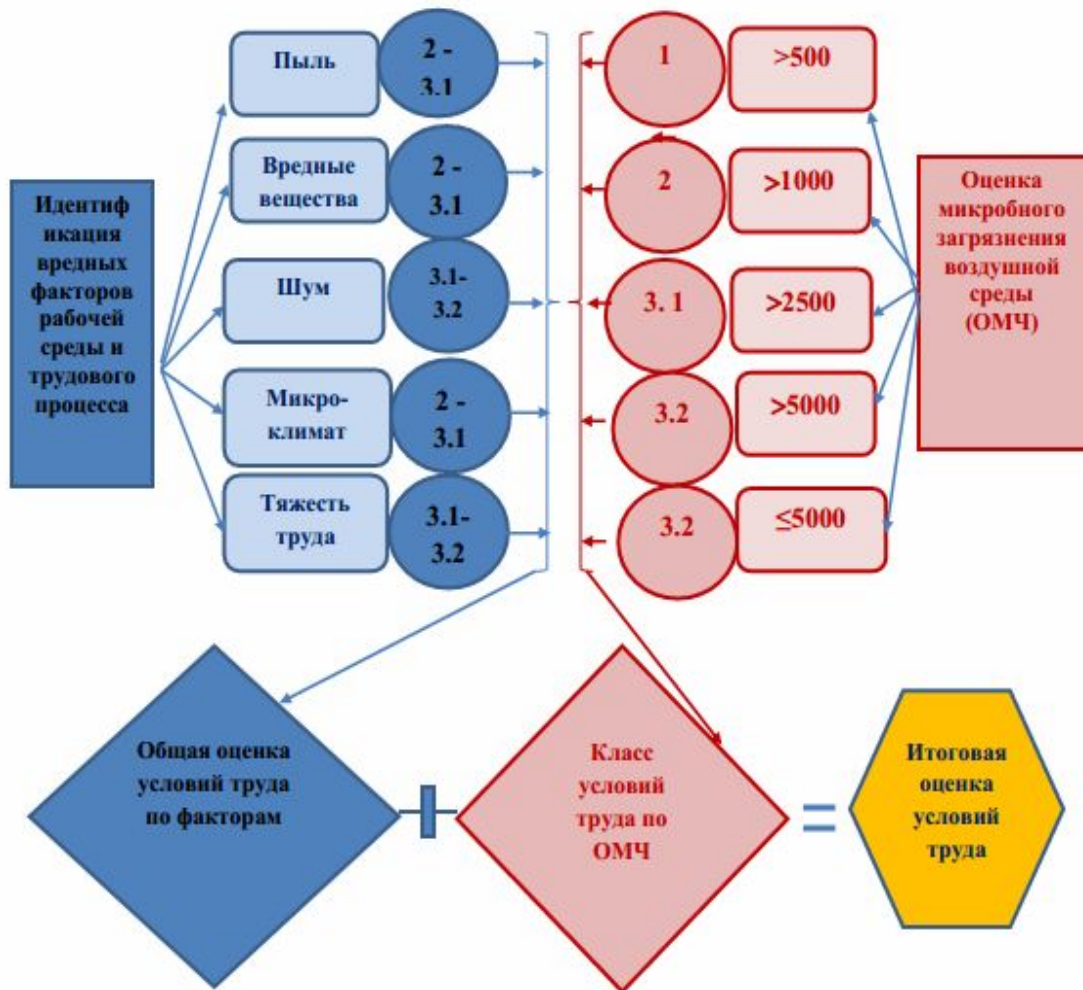 Идентиф
икация
вредных
факторов
рабочей
среды и
трудового
процесса
Пыль
2 -
3.1
Вредные
вещества
2 -
3.1
Шум
3.1-
3.2
Микро-
климат
2 -
3.1
Тяжесть
труда
3.1-
3.2
1
>500
2
>1000
3. 1
>2500
3.2
>5000
3.2
≤5000
Оценка
микробного
загрязнения
воздушной
среды
(ОМЧ)
Общая оценка
условий труда
по факторам
Класс
условий
труда по
ОМЧ
=
Итоговая
оценка
условий
труда